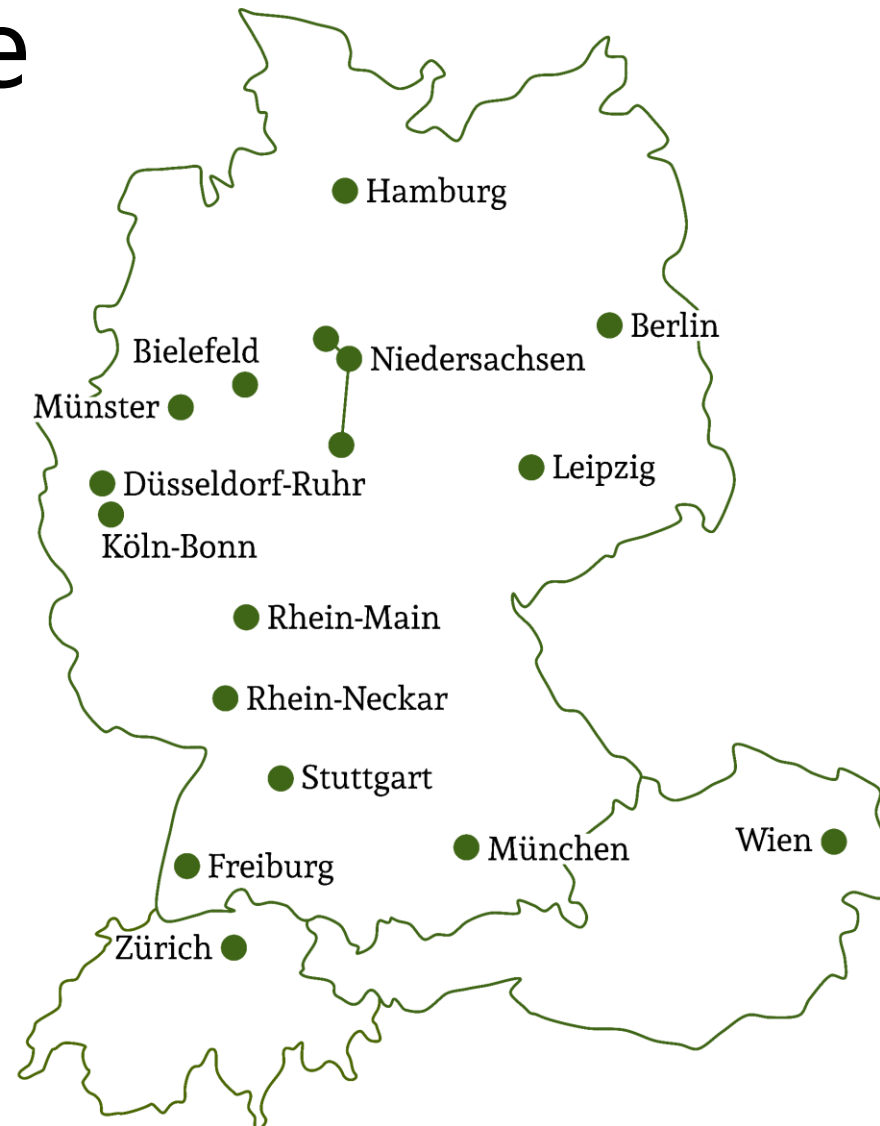 e
Hamburg
Berlin
Bielefeld
Niedersachsen
Münster
Leipzig
Düsseldorf-Ruhr
Köln-Bonn
Rhein-Main
Rhein-Neckar
Stuttgart
Wien
München
Freiburg
Zürich